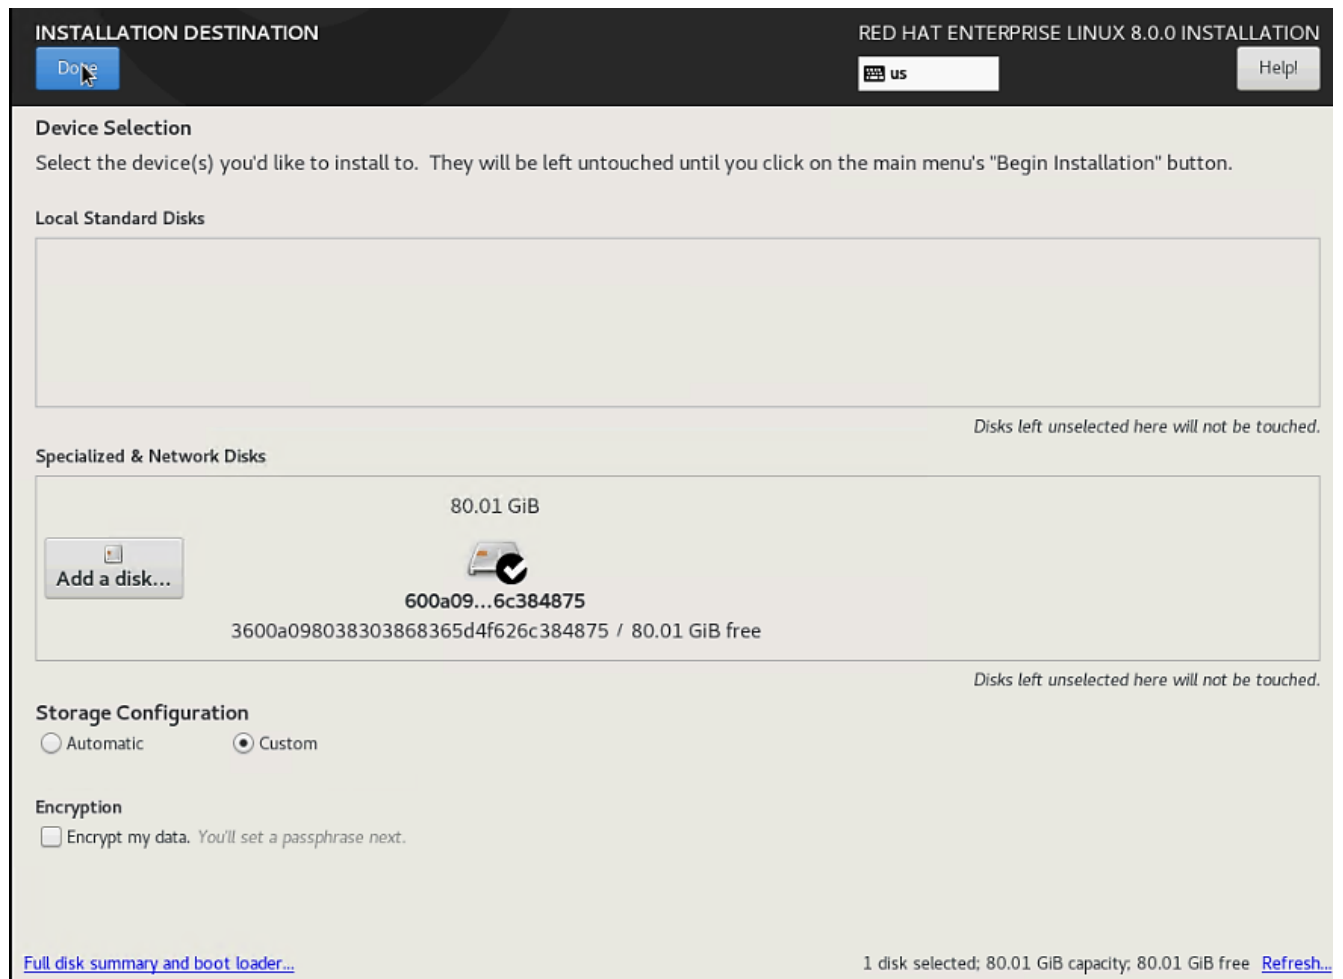 INSTALLATION DESTINATION
RED HAT ENTERPRISE LINUX 8.0.0 INSTALLATION
Done
us
Help!
Device Selection
Select the device(s) you'd like to install to. They will be left untouched until you click on the main menu's "Begin Installation" button.
Local Standard Disks
Disks left unselected here will not be touched.
Specialized & Network Disks
80.01 GiB
Add a disk...
600a09...6c384875
3600a098038303868365d4f626c384875 / 80.01 GiB free
Disks left unselected here will not be touched.
Storage Configuration
Automatic
Custom
Encryption
Encrypt my data. You'll set a passphrase next.
Full disk summary and boot loader...
1 disk selected; 80.01 GiB capacity; 80.01 GiB free Refresh...